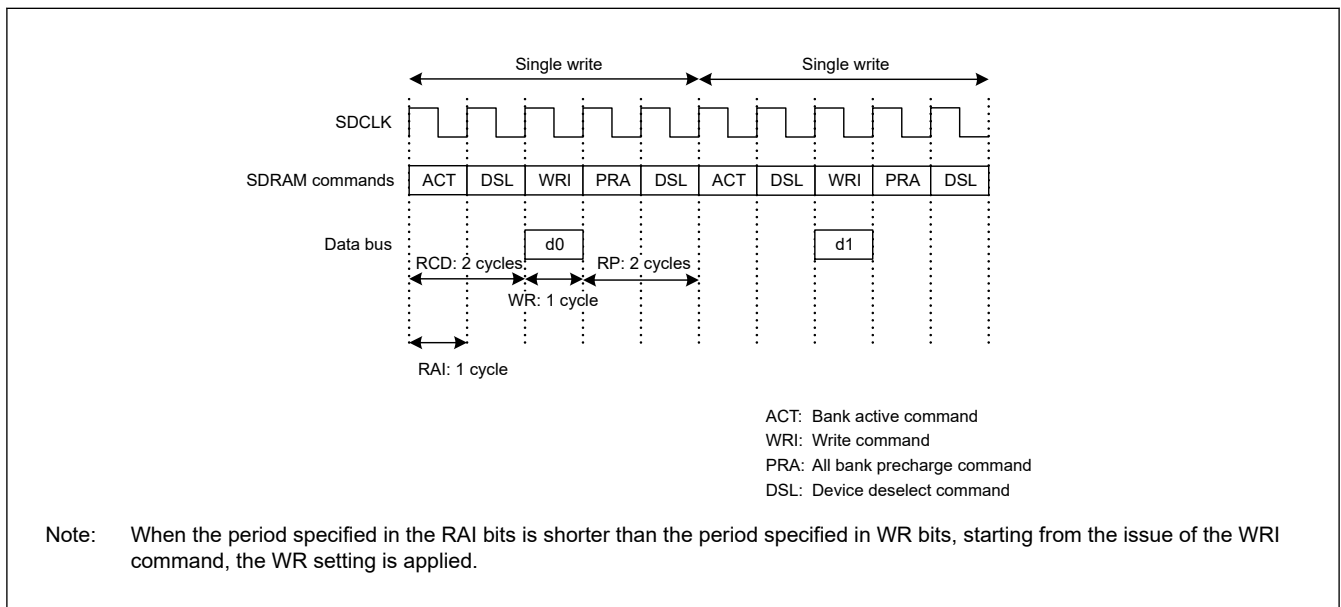 Single write Single write
SDCLK
SDRAM commands ACT DSL WRI PRA DSL ACT DSL WRI PRA DSL
Data bus d0 d1
RCD: 2 cycles RP: 2 cycles
WR: 1 cycle
RAI: 1 cycle
ACT: Bank active command
WRI: Write command
PRA: All bank precharge command
DSL: Device deselect command
Note: When the period specified in the RAI bits is shorter than the period specified in WR bits, starting from the issue of the WRI
command, the WR setting is applied.